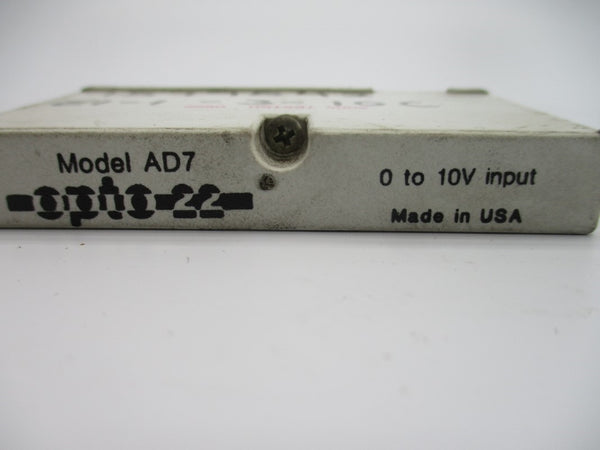 Model AD7
opto 22
0 to 10V input
Made in USA